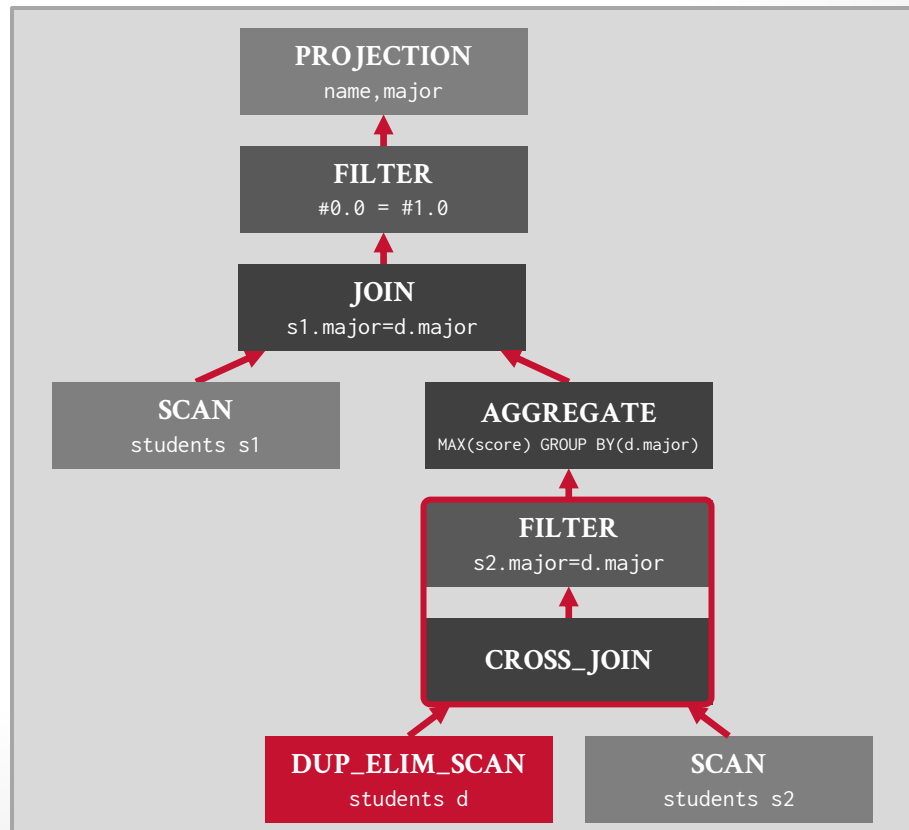 PROJECTION
name,major
FILTER
#0.0 = #1.0
JOIN
s1.major=d.major
SCAN
students s1
AGGREGATE
MAX(score) GROUP BY(d.major)
FILTER
s2.major=d.major
CROSS_JOIN
DUP_ELIM_SCAN
students d
SCAN
students s2